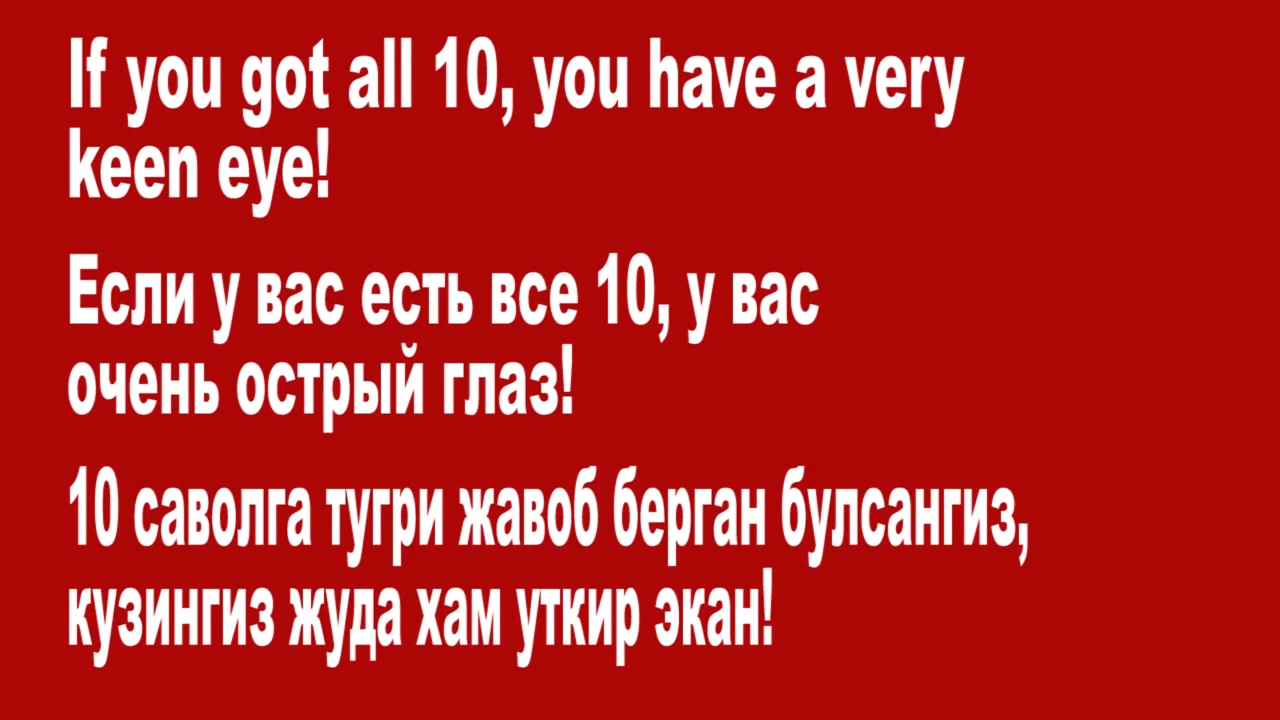 If you got all 10, you have a very
keen eye!
Если у вас есть все 10, у вас
очень острый глаз!
10 саволга тугри жавоб берган булсангиз,
кузингиз жуда хам уткир экан!